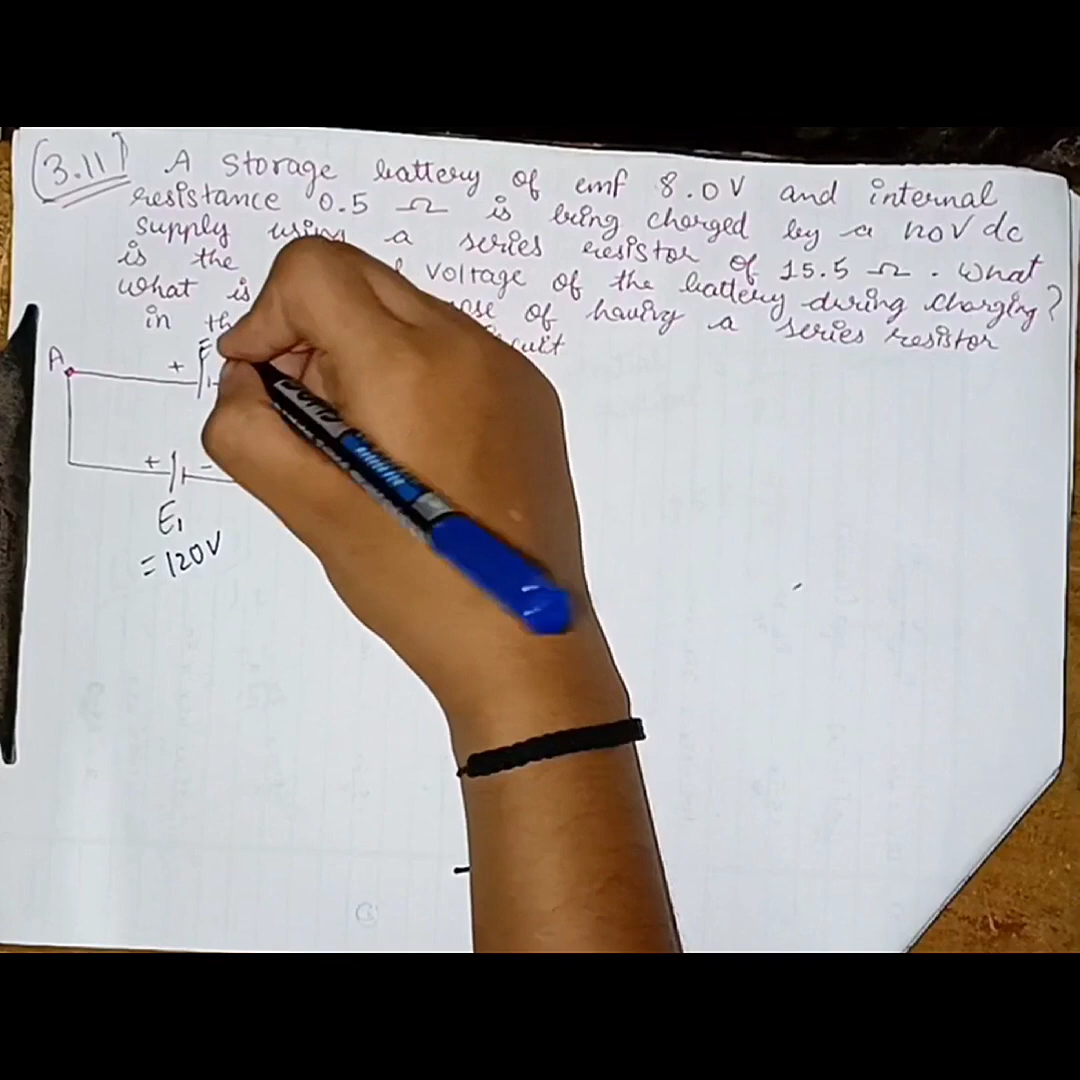 (3.11) A storage battery of emf 8.0 V and internal
resistance 0.5 Ω is being charged by a 120V dc
supply using a series resistor of 15.5 Ω. What
is the voltage of the battery during charging?
what is of having a series resistor
in
A + E
+ -
E₁
= 120V